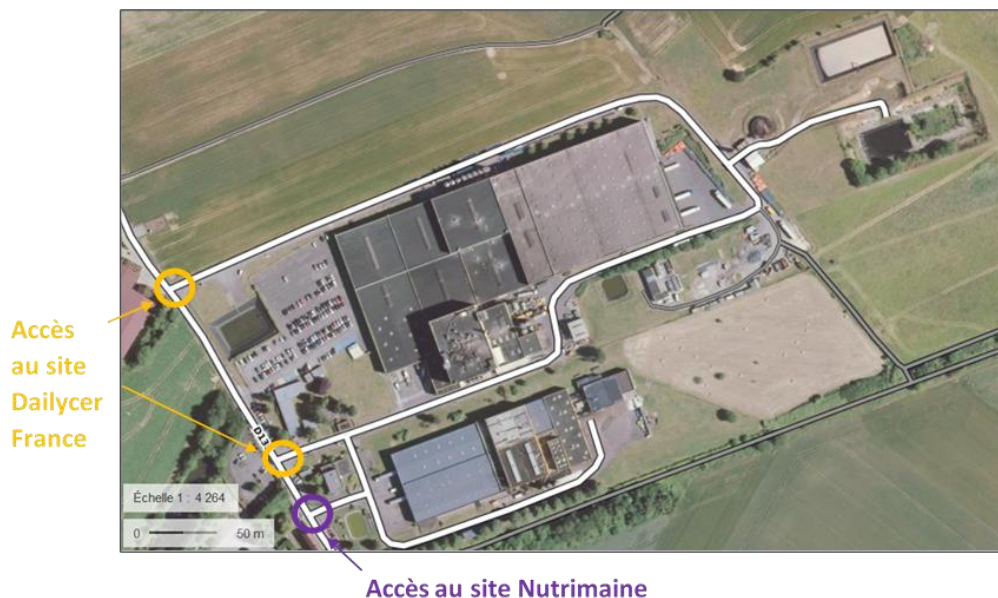 Accès
au site
Dailycer
France
D13
Échelle 1 : 4 264
0 50 m
Accès au site Nutrimaine